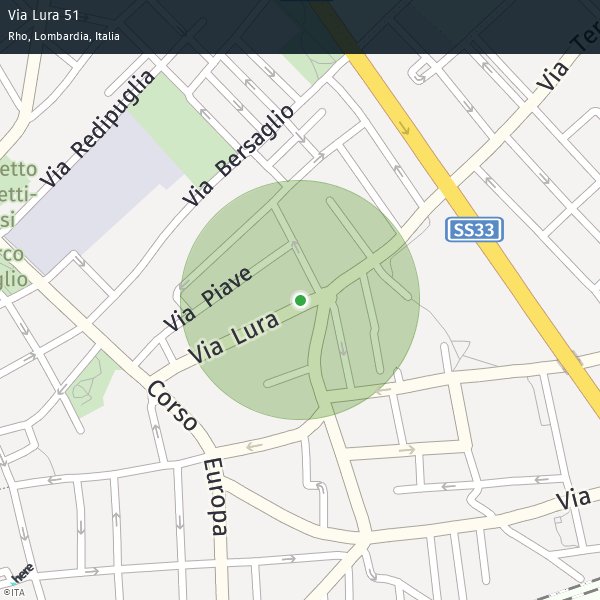 Via Lura 51
Rho, Lombardia, Italia
Via Redipuglia
Via Bersaglio
Via Ter
etto
etti-
si
rco
glio
SS33
Via Piave
Via Lura
Corso
Europa
Via
here
©ITA